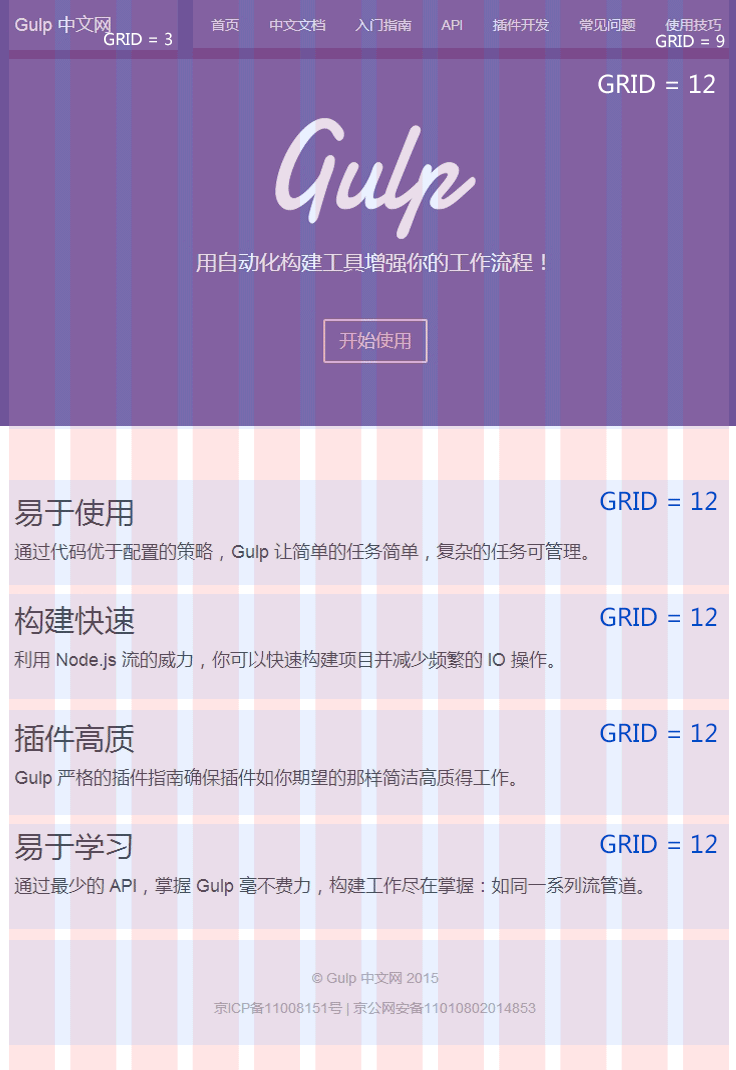 Gulp 中文网
GRID = 3
首页 中文文档 入门指南 API 插件开发 常见问题 使用技巧
GRID = 9
GRID = 12
Gulp
用自动化构建工具增强你的工作流程！
开始使用
易于使用
GRID = 12
通过代码优于配置的策略，Gulp 让简单的任务简单，复杂的任务可管理。
构建快速
GRID = 12
利用 Node.js 流的威力，你可以快速构建项目并减少频繁的 IO 操作。
插件高质
GRID = 12
Gulp 严格的插件指南确保插件如你期望的那样简洁高质得工作。
易于学习
GRID = 12
通过最少的 API，掌握 Gulp 毫不费力，构建工作尽在掌握：如同一系列流管道。
© Gulp 中文网 2015
京ICP备11008151号 | 京公网安备11010802014853